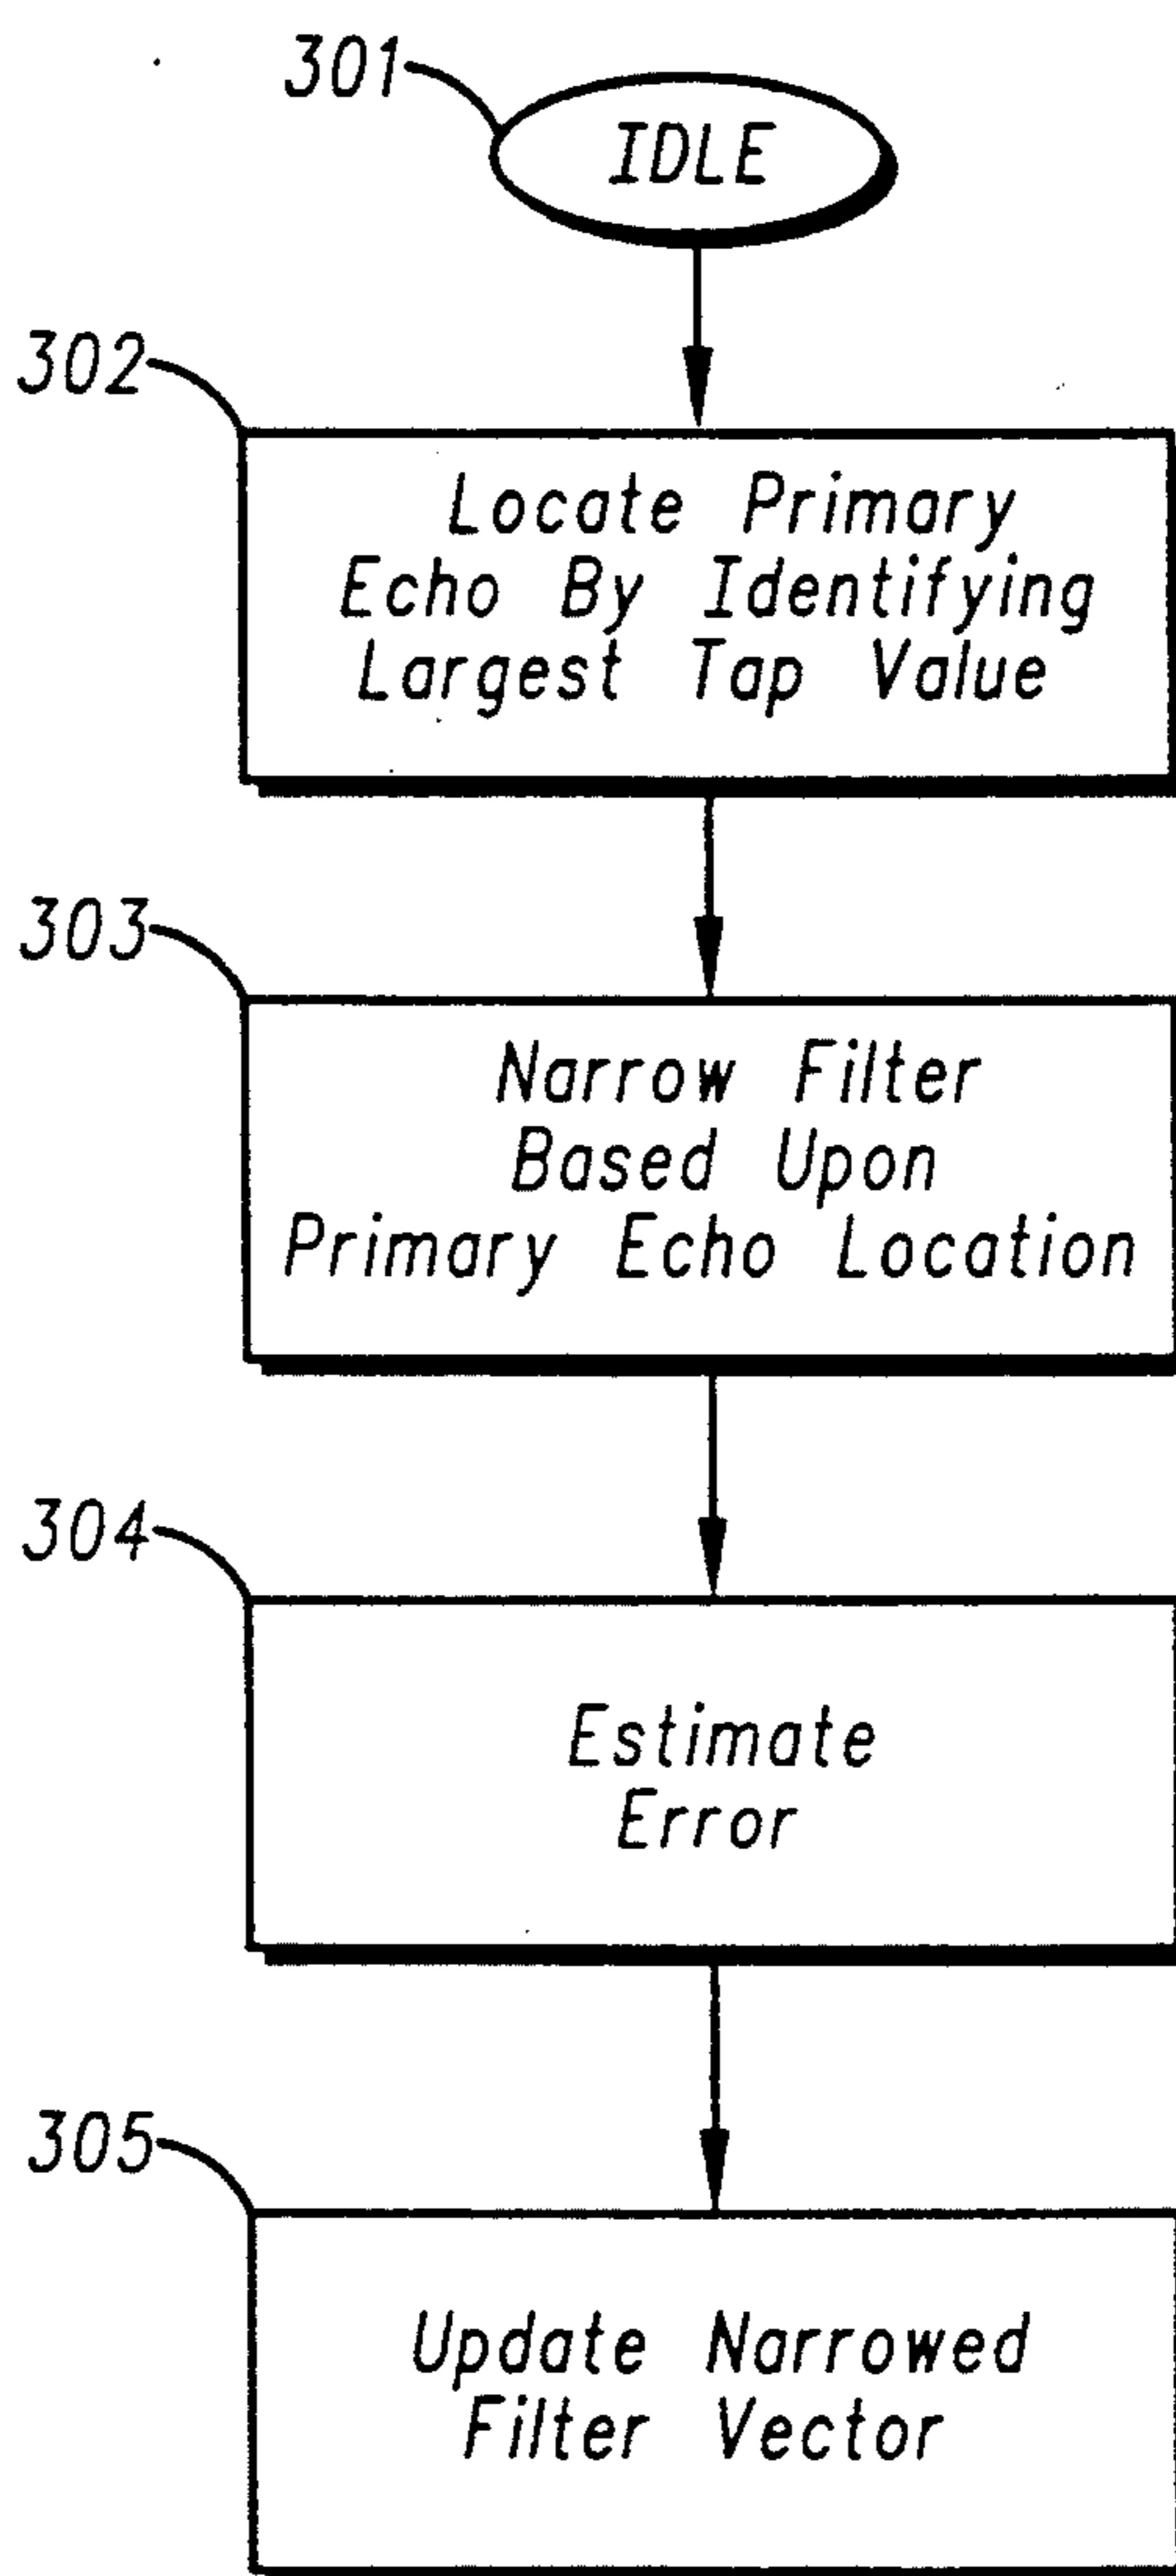 301
IDLE
302
Locate Primary
Echo By Identifying
Largest Tap Value
303
Narrow Filter
Based Upon
Primary Echo Location
304
Estimate
Error
305
Update Narrowed
Filter Vector